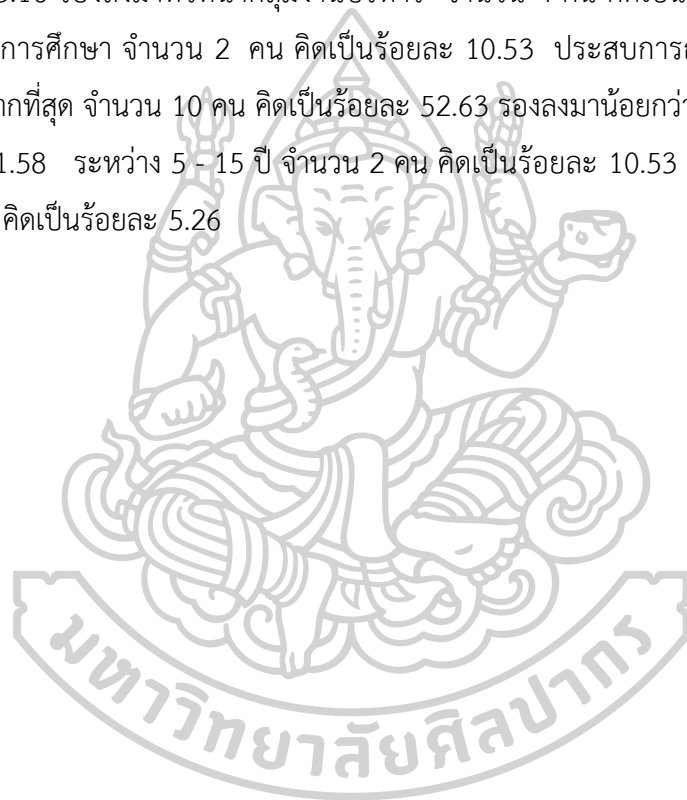 การศึกษา จำนวน 2 คน คิดเป็นร้อยละ 10.53 ประสบการ
ากที่สุด จำนวน 10 คน คิดเป็นร้อยละ 52.63 รองลงมาน้อยกว่
1.58 ระหว่าง 5 - 15 ปี จำนวน 2 คน คิดเป็นร้อยละ 10.53
คิดเป็นร้อยละ 5.26
มหาวิทยาลัยศิลปากร